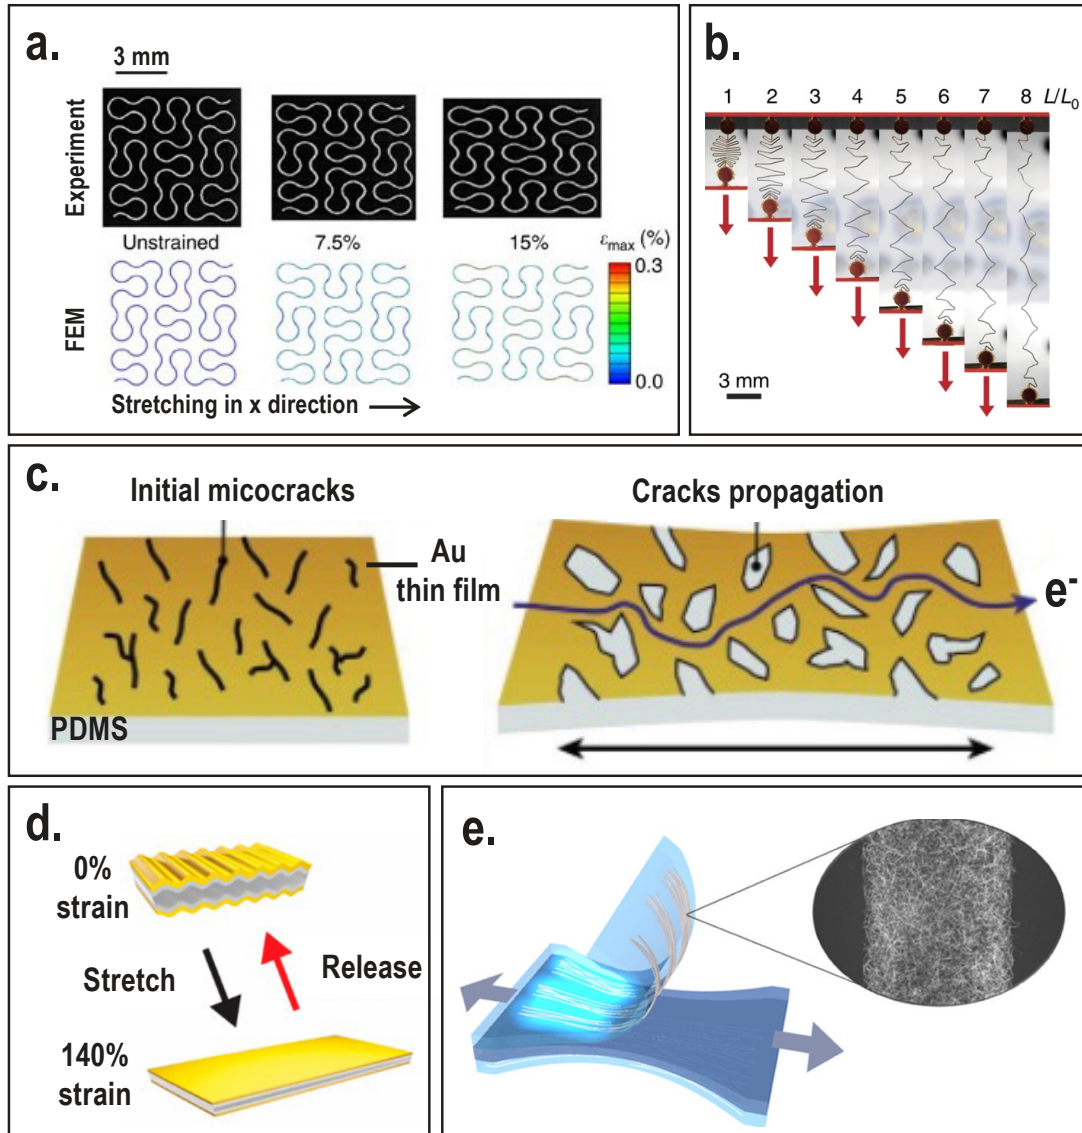 a.
3 mm
Experiment
Unstrained 7.5% 15% εmax (%)
0.3
FEM
0.0
Stretching in x direction
b.
1 2 3 4 5 6 7 8 L/L0
3 mm
c.
Initial micocracks
Cracks propagation
Au
thin film
e-
PDMS
d.
0%
strain
Stretch
Release
140%
strain
e.